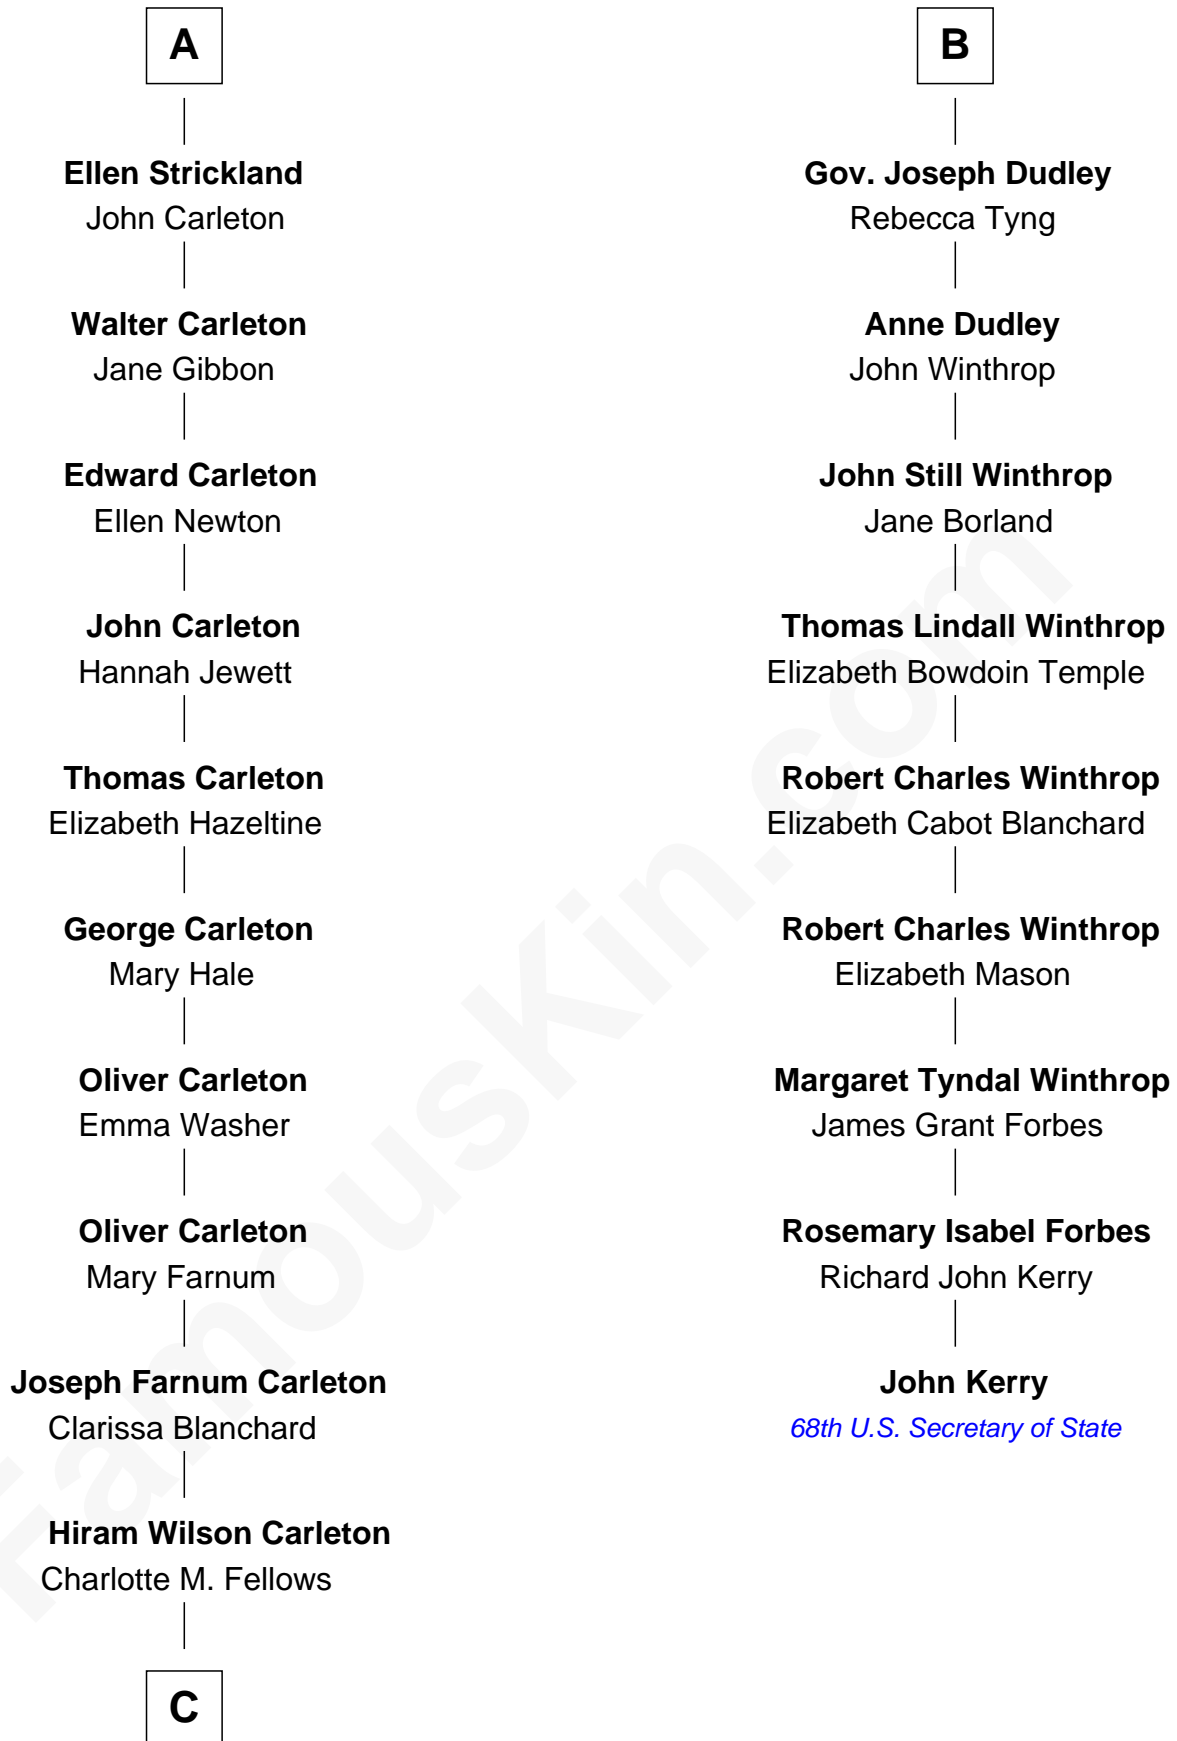 A
Ellen Strickland
John Carleton
Walter Carleton
Jane Gibbon
Edward Carleton
Ellen Newton
John Carleton
Hannah Jewett
Thomas Carleton
Elizabeth Hazeltine
George Carleton
Mary Hale
Oliver Carleton
Emma Washer
Oliver Carleton
Mary Farnum
Joseph Farnum Carleton
Clarissa Blanchard
Hiram Wilson Carleton
Charlotte M. Fellows
C
B
Gov. Joseph Dudley
Rebecca Tyng
Anne Dudley
John Winthrop
John Still Winthrop
Jane Borland
Thomas Lindall Winthrop
Elizabeth Bowdoin Temple
Robert Charles Winthrop
Elizabeth Cabot Blanchard
Robert Charles Winthrop
Elizabeth Mason
Margaret Tyndal Winthrop
James Grant Forbes
Rosemary Isabel Forbes
Richard John Kerry
John Kerry
68th U.S. Secretary of State
FamousKin.com